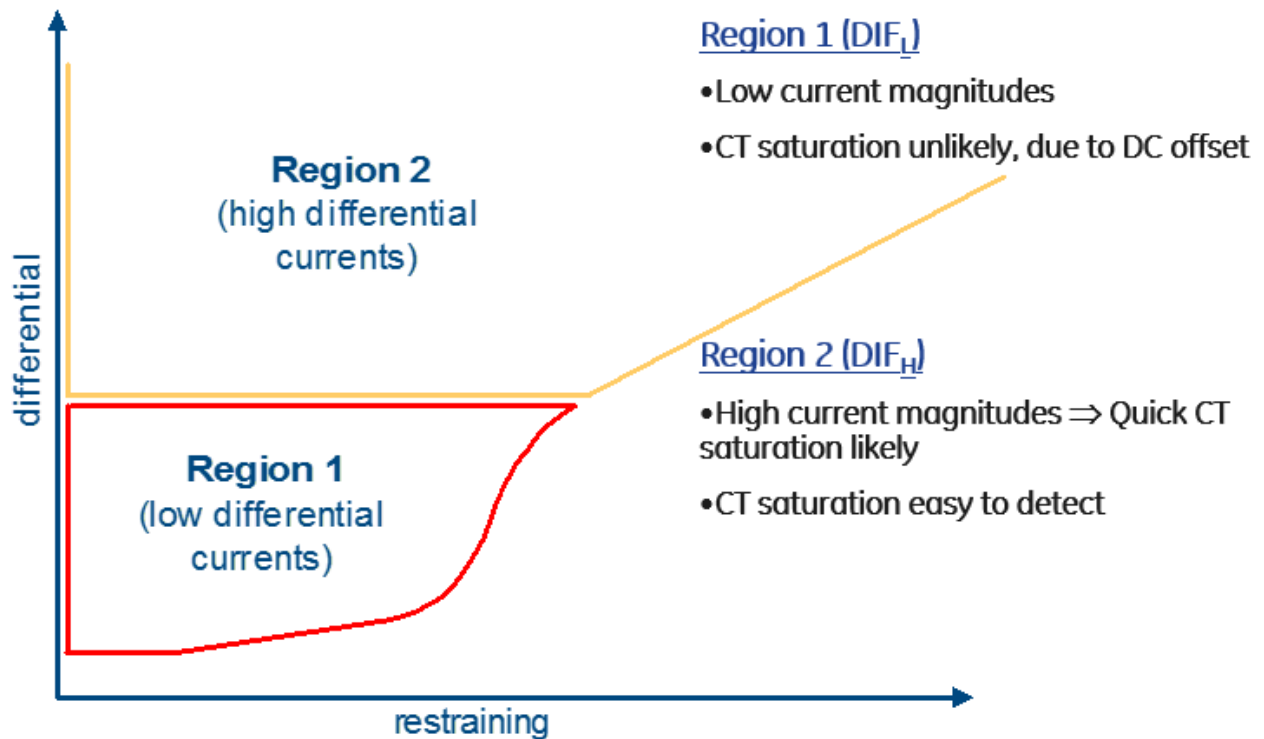 Region 1 (DIF_L)
•Low current magnitudes
•CT saturation unlikely, due to DC offset
Region 2
(high differential
currents)
differential
Region 2 (DIF_H)
•High current magnitudes ⇒ Quick CT
saturation likely
•CT saturation easy to detect
Region 1
(low differential
currents)
restraining